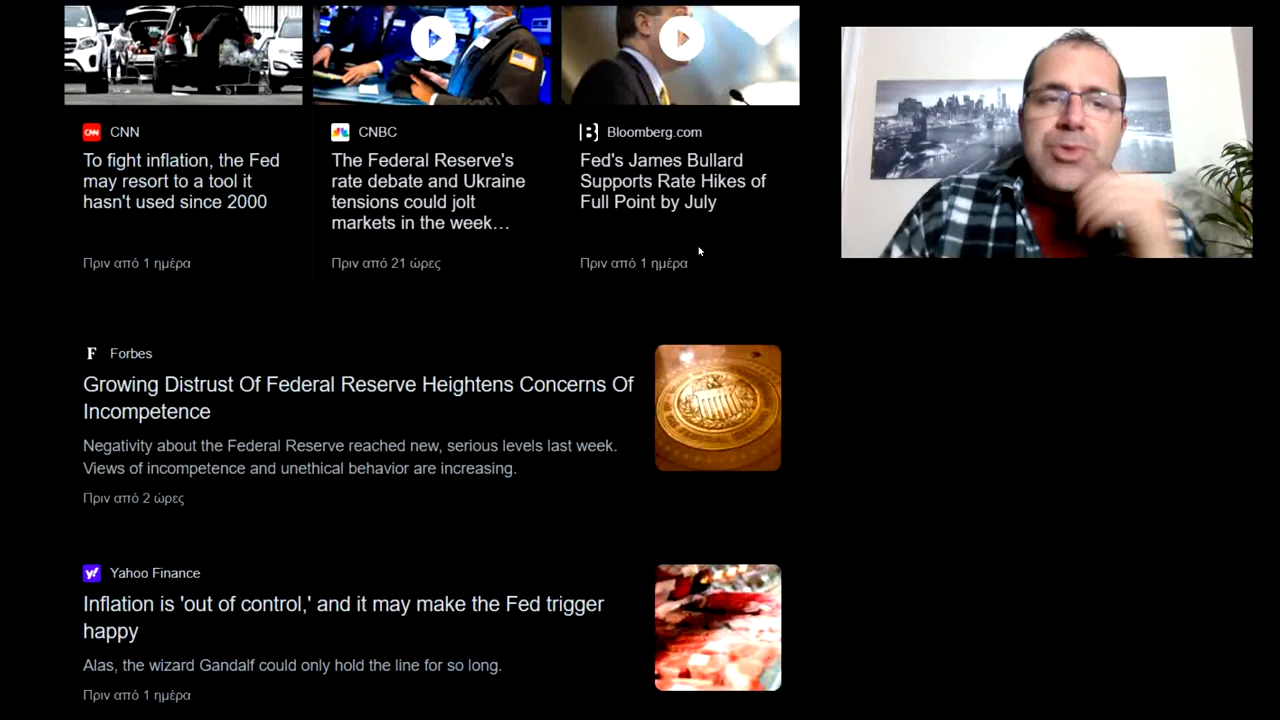 CNN
To fight inflation, the Fed
may resort to a tool it
hasn't used since 2000
Πριν από 1 ημέρα
CNBC
The Federal Reserve's
rate debate and Ukraine
tensions could jolt
markets in the week…
Πριν από 21 ώρες
Bloomberg.com
Fed's James Bullard
Supports Rate Hikes of
Full Point by July
Πριν από 1 ημέρα
Forbes
Growing Distrust Of Federal Reserve Heightens Concerns Of
Incompetence
Negativity about the Federal Reserve reached new, serious levels last week.
Views of incompetence and unethical behavior are increasing.
Πριν από 2 ώρες
Yahoo Finance
Inflation is 'out of control,' and it may make the Fed trigger
happy
Alas, the wizard Gandalf could only hold the line for so long.
Πριν από 1 ημέρα